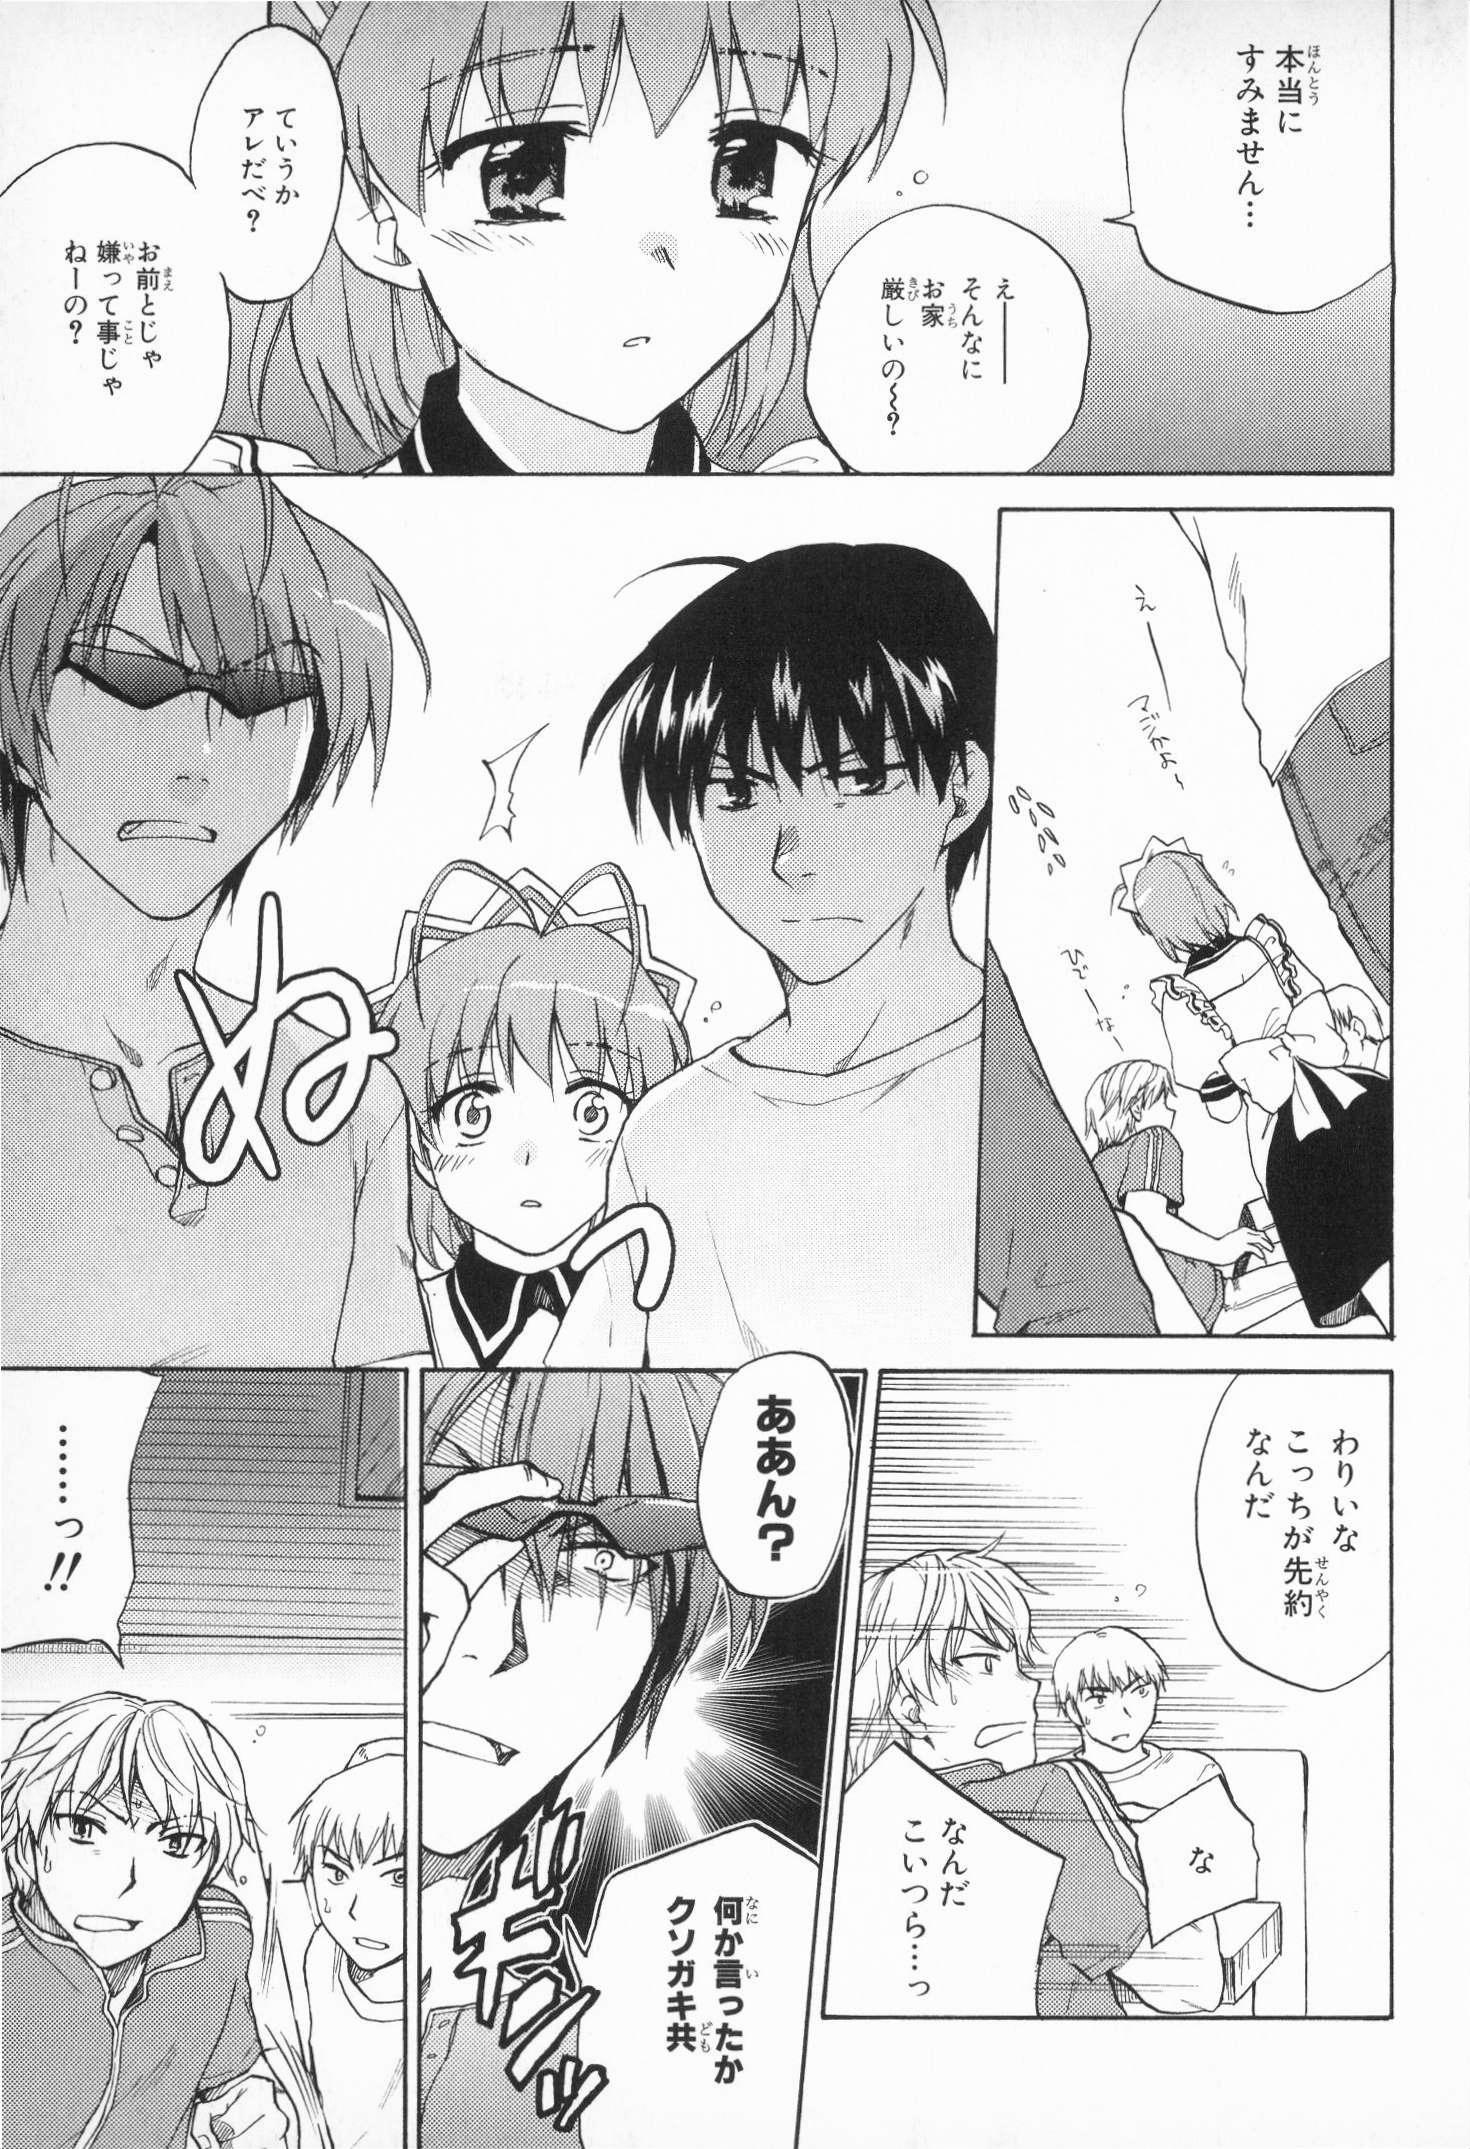 本当に
すみません…
えーー
そんなに
お家
厳しいの～?
ていうか
アレだべ?
お前とじゃ
嫌って事じゃ
ねーの?
えー
マジかよ～
ひでーなー
ぬっ
わりいな
こっちが先約
なんだ
な
なんだ
こいつら…っ
ああん?
何か言ったか
クソガキ共
ギンッ
……っ!!